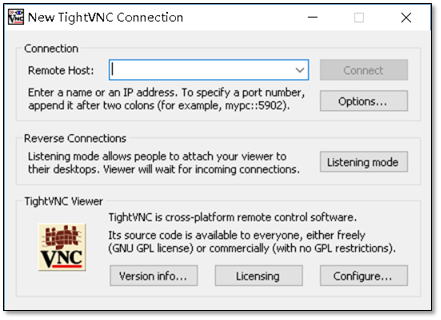 New TightVNC Connection
Connection
Remote Host:
Connect
Enter a name or an IP address. To specify a port number,
append it after two colons (for example, mypc::5902).
Options...
Reverse Connections
Listening mode allows people to attach your viewer to
their desktops. Viewer will wait for incoming connections.
Listening mode
TightVNC Viewer
TightVNC is cross-platform remote control software.
Its source code is available to everyone, either freely
(GNU GPL license) or commercially (with no GPL restrictions).
tight
VNC
Version info...
Licensing
Configure...